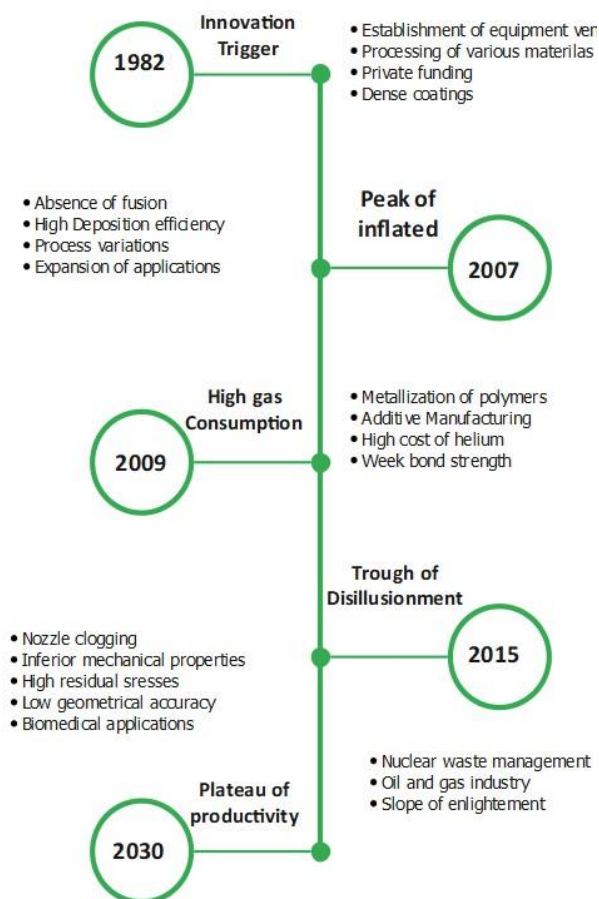 1982
Innovation
Trigger
• Establishment of equipment ven
• Processing of various materilas
• Private funding
• Dense coatings
• Absence of fusion
• High Deposition efficiency
• Process variations
• Expansion of applications
Peak of
inflated
2007
High gas
Consumption
2009
• Metallization of polymers
• Additive Manufacturing
• High cost of helium
• Week bond strength
Trough of
Disillusionment
2015
• Nozzle clogging
• Inferior mechanical properties
• High residual sresses
• Low geometrical accuracy
• Biomedical applications
• Nuclear waste management
• Oil and gas industry
• Slope of enlightement
Plateau of
productivity
2030